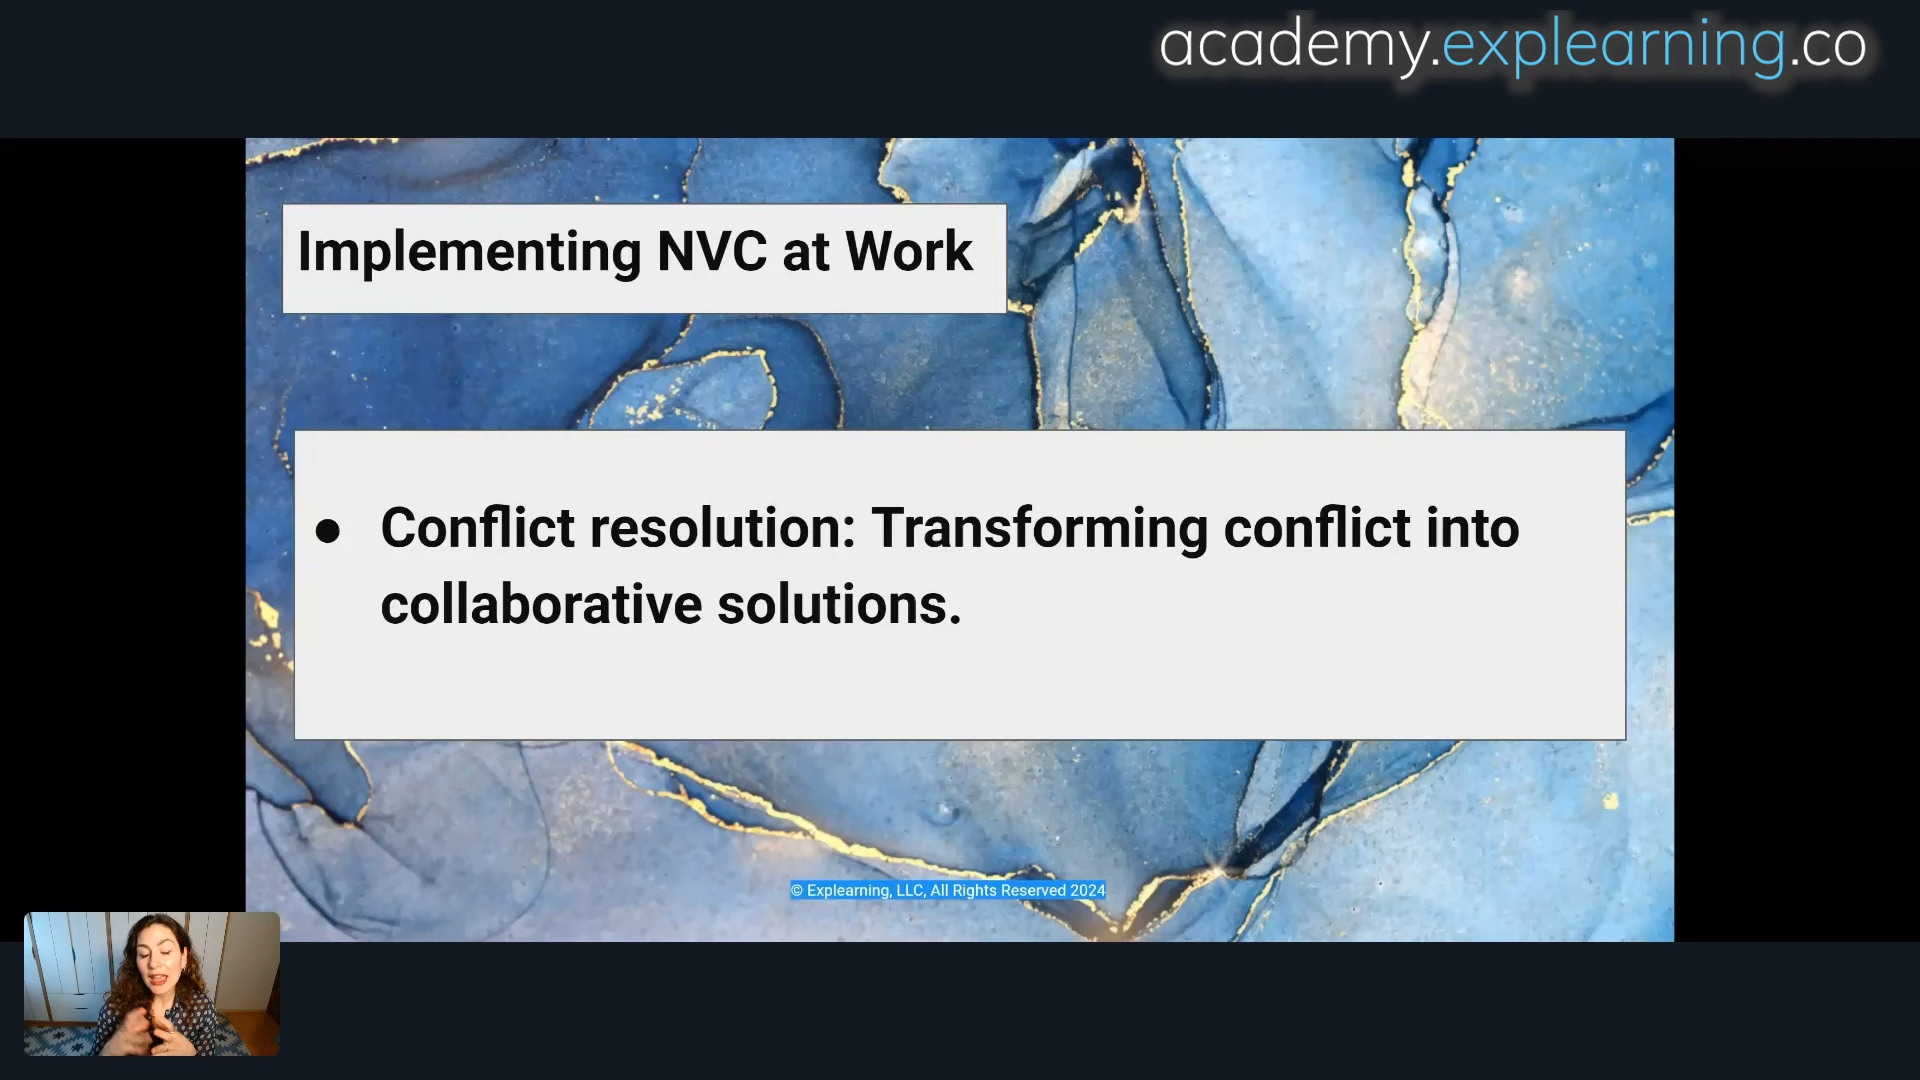 academy.explearning.co
Implementing NVC at Work
● Conflict resolution: Transforming conflict into
collaborative solutions.
© Explearning, LLC, All Rights Reserved 2024